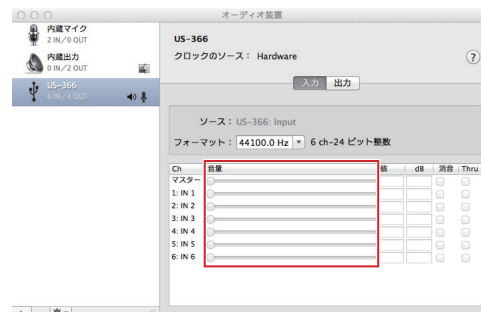 オーディオ装置
内蔵マイク
2 IN/0 OUT
内蔵出力
0 IN/2 OUT
US-366
6 IN/4 OUT
US-366
クロックのソース： Hardware
?
入力 出力
ソース： US-366: Input
フォーマット： 44100.0 Hz 6 ch-24 ビット整数
Ch 音量 値 dB 消音 Thru
マスター
1: IN 1
2: IN 2
3: IN 3
4: IN 4
5: IN 5
6: IN 6